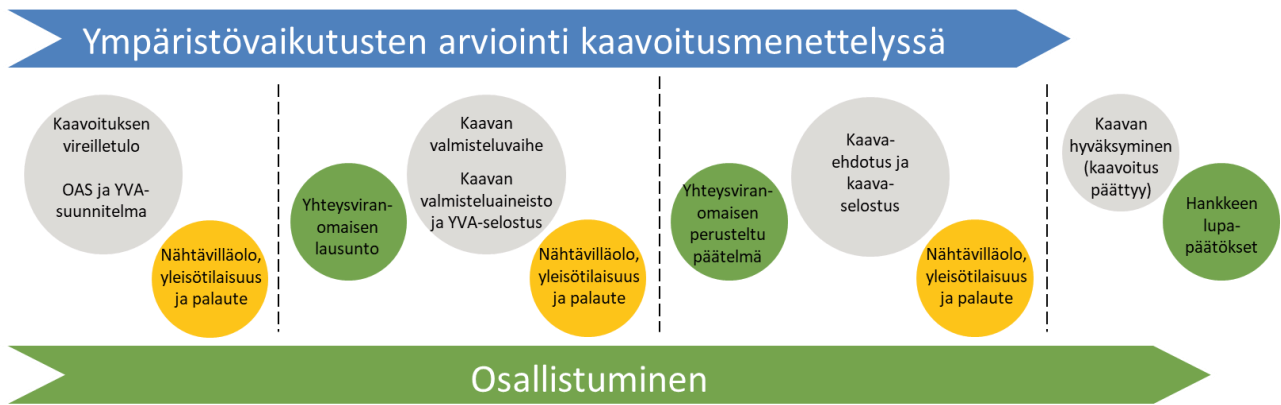 Ympäristövaikutusten arviointi kaavoitusmenettelyssä
Kaavoituksen
vireilletulo
OAS ja YVA-
suunnitelma
Nähtävilläolo,
yleisötilaisuus
ja palaute
Yhteysviran-
omaisen
lausunto
Kaavan
valmisteluvaihe
Kaavan
valmisteluaineisto
ja YVA-selostus
Nähtävilläolo,
yleisötilaisuus
ja palaute
Yhteysviran-
omaisen
perusteltu
päätelmä
Kaava-
ehdotus ja
kaava-
selostus
Nähtävilläolo,
yleisötilaisuus
ja palaute
Kaavan
hyväksyminen
(kaavoitus
päättyy)
Hankkeen
lupa-
päätökset
Osallistuminen